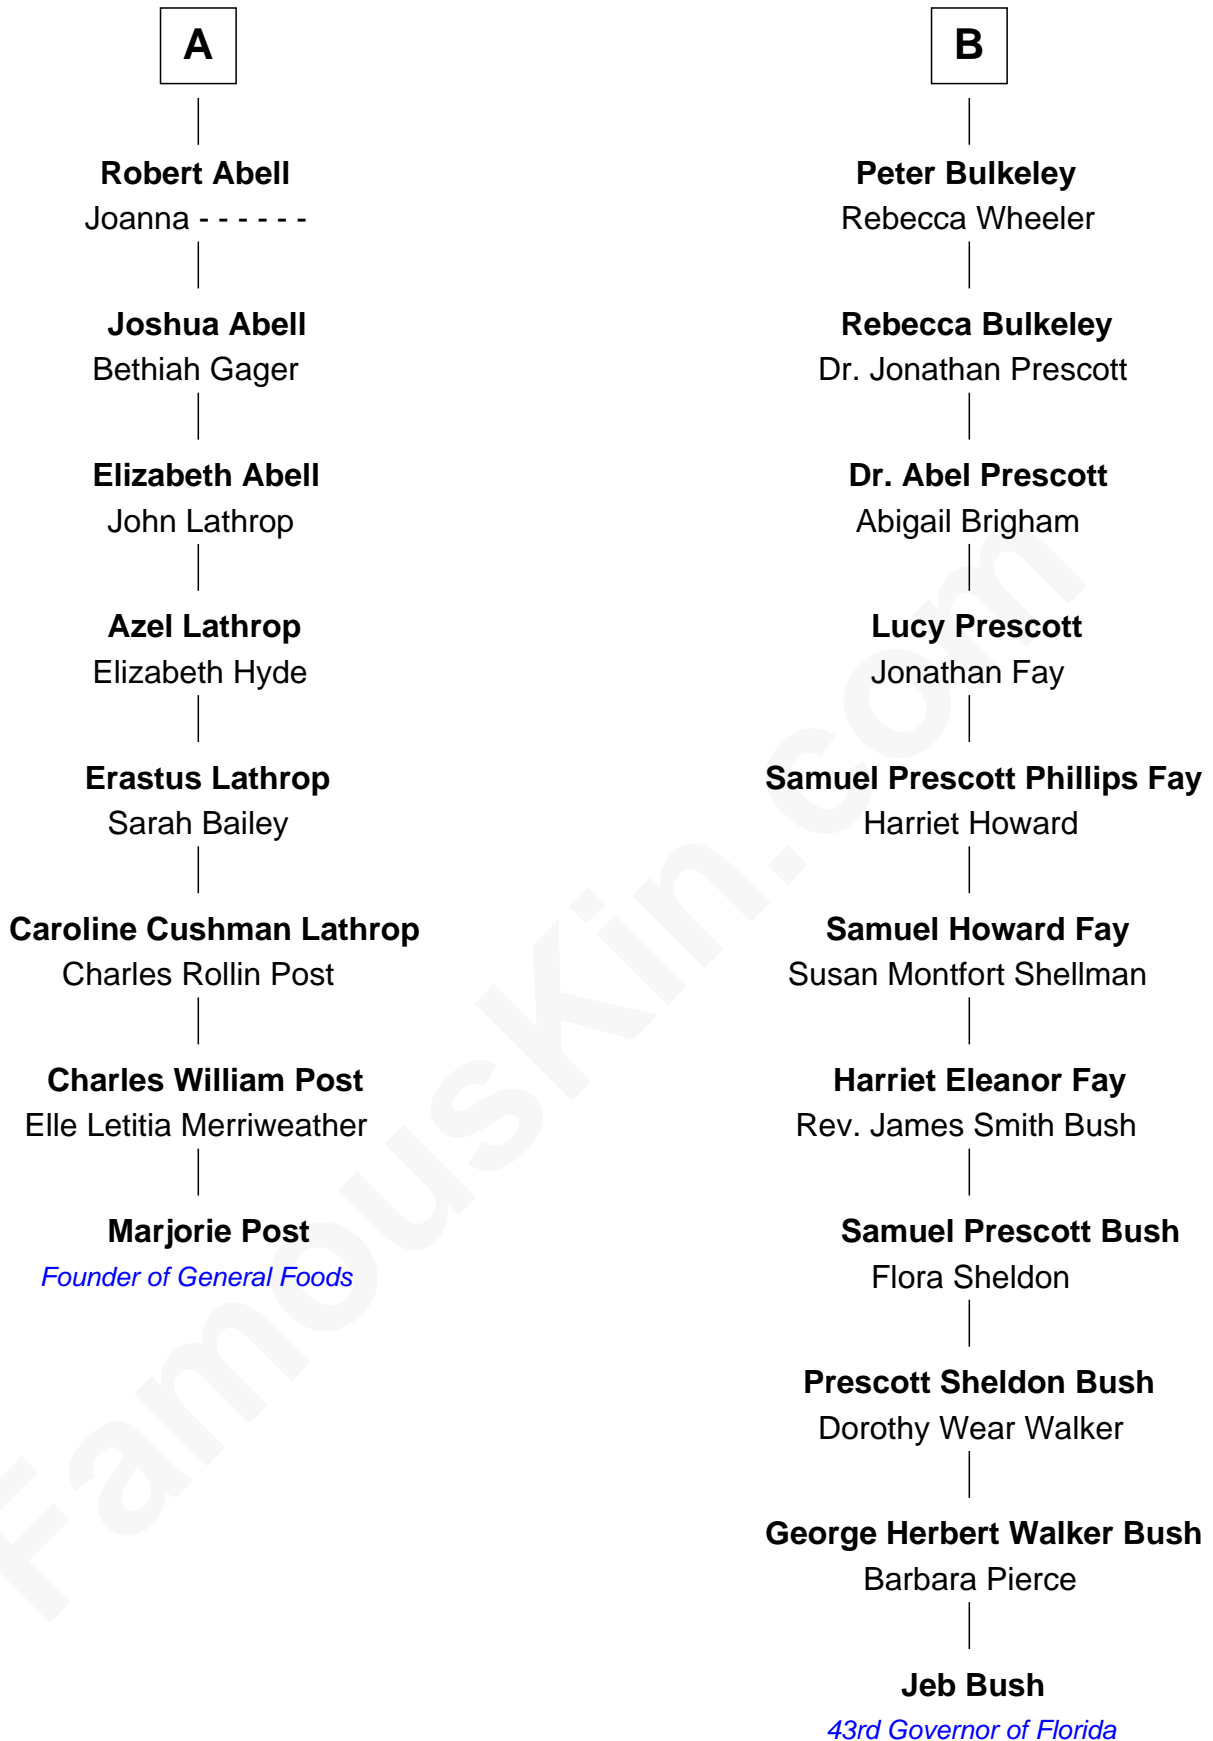 A
Robert Abell
Joanna - - - - - -
Joshua Abell
Bethiah Gager
Elizabeth Abell
John Lathrop
Azel Lathrop
Elizabeth Hyde
Erastus Lathrop
Sarah Bailey
Caroline Cushman Lathrop
Charles Rollin Post
Charles William Post
Elle Letitia Merriweather
Marjorie Post
Founder of General Foods
B
Peter Bulkeley
Rebecca Wheeler
Rebecca Bulkeley
Dr. Jonathan Prescott
Dr. Abel Prescott
Abigail Brigham
Lucy Prescott
Jonathan Fay
Samuel Prescott Phillips Fay
Harriet Howard
Samuel Howard Fay
Susan Montfort Shellman
Harriet Eleanor Fay
Rev. James Smith Bush
Samuel Prescott Bush
Flora Sheldon
Prescott Sheldon Bush
Dorothy Wear Walker
George Herbert Walker Bush
Barbara Pierce
Jeb Bush
43rd Governor of Florida
FamousKin.com